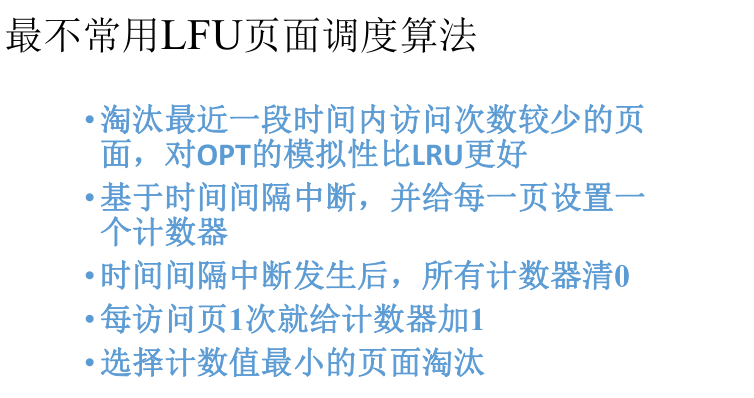 最不常用LFU页面调度算法
•淘汰最近一段时间内访问次数较少的页
面，对OPT的模拟性比LRU更好
•基于时间间隔中断，并给每一页设置一
个计数器
•时间间隔中断发生后，所有计数器清0
•每访问页1次就给计数器加1
•选择计数值最小的页面淘汰